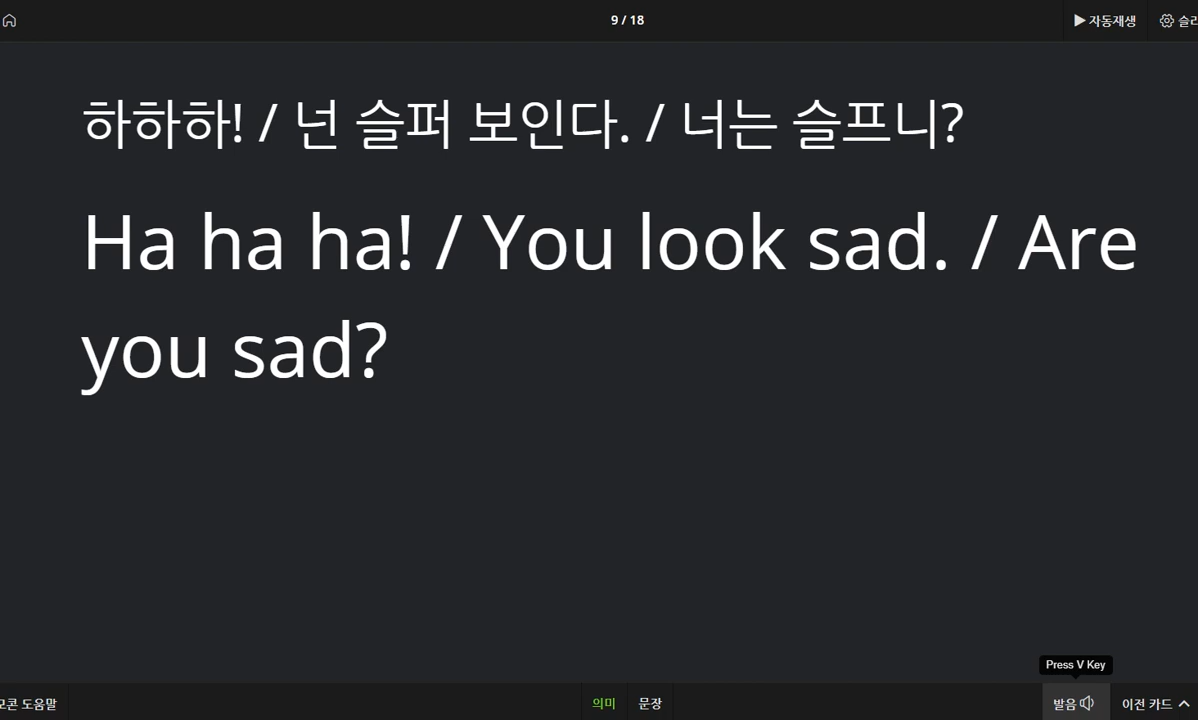 9 / 18
자동재생
슬리
하하하! / 넌 슬퍼 보인다. / 너는 슬프니?
Ha ha ha! / You look sad. / Are
you sad?
Press V Key
도움말
의미
문장
발음
이전 카드